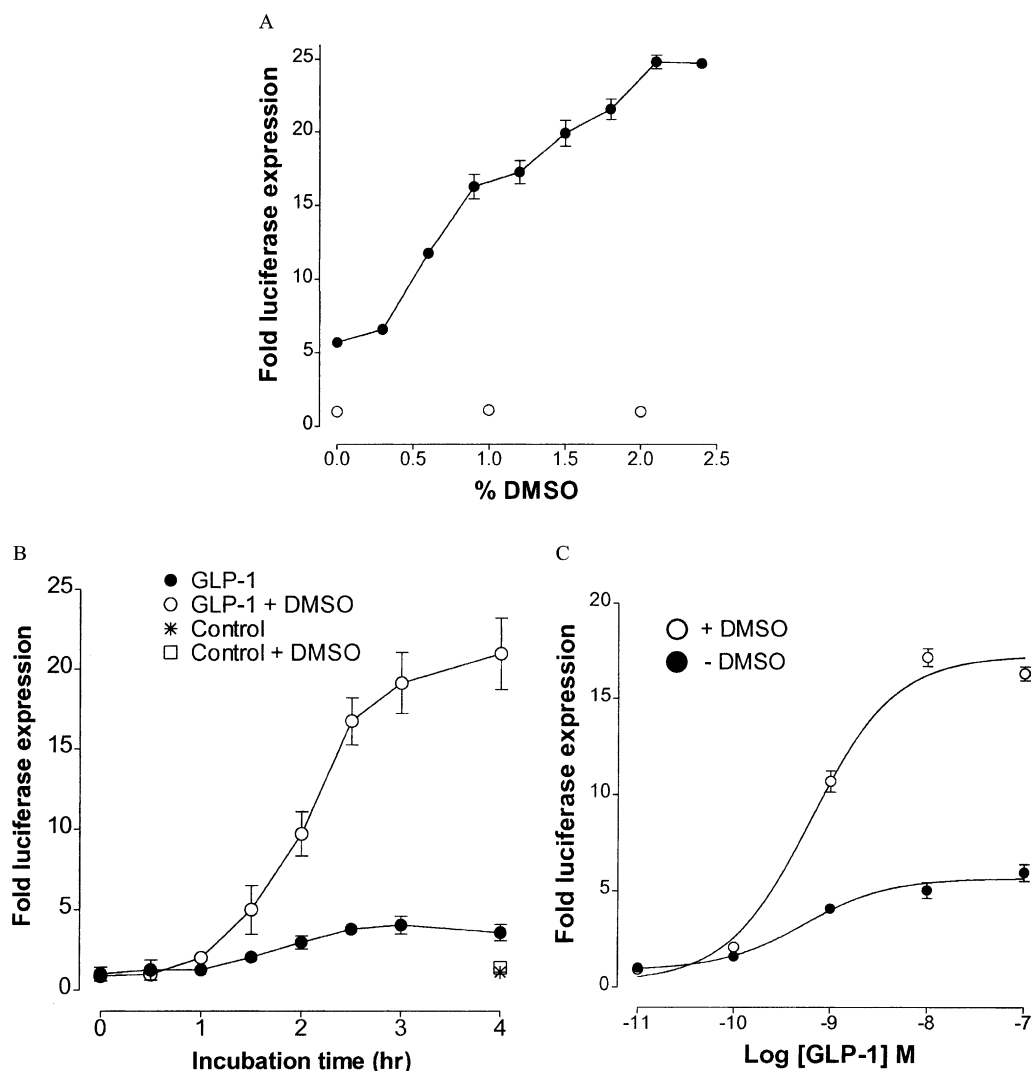 A
Fold luciferase expression
25
20
15
10
5
0
0.0 0.5 1.0 1.5 2.0 2.5
% DMSO
B
GLP-1
GLP-1 + DMSO
Control
Control + DMSO
Fold luciferase expression
25
20
15
10
5
0
0 1 2 3 4
Incubation time (hr)
C
+ DMSO
- DMSO
Fold luciferase expression
20
15
10
5
0
-11 -10 -9 -8 -7
Log [GLP-1] M